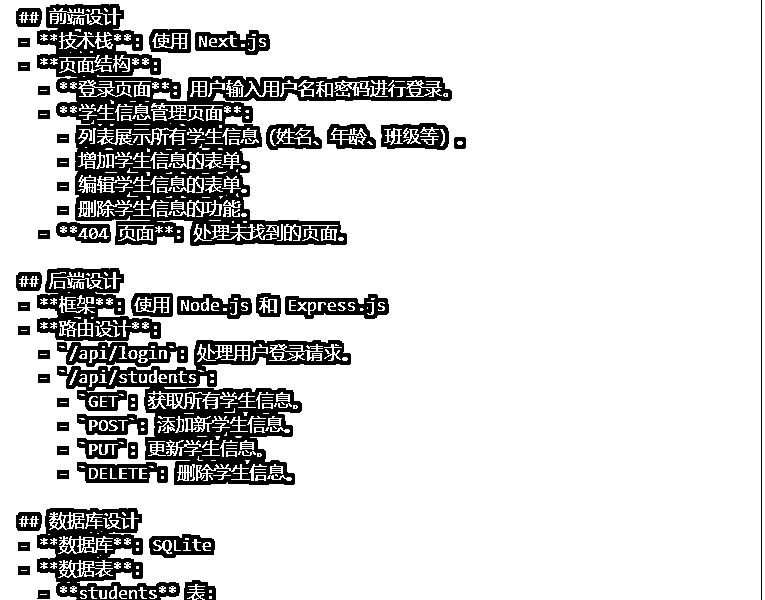 ## 前端设计
- **技术栈**: 使用 Next.js
- **页面结构**:
- **登录页面**: 用户输入用户名和密码进行登录。
- **学生信息管理页面**:
- 列表展示所有学生信息（姓名、年龄、班级等）。
- 增加学生信息的表单。
- 编辑学生信息的表单。
- 删除学生信息的功能。
- **404 页面**: 处理未找到的页面。
## 后端设计
- **框架**: 使用 Node.js 和 Express.js
- **路由设计**:
- `/api/login`: 处理用户登录请求。
- `/api/students`:
- `GET`: 获取所有学生信息。
- `POST`: 添加新学生信息。
- `PUT`: 更新学生信息。
- `DELETE`: 删除学生信息。
## 数据库设计
- **数据库**: SQLite
- **数据表**:
- **students** 表: